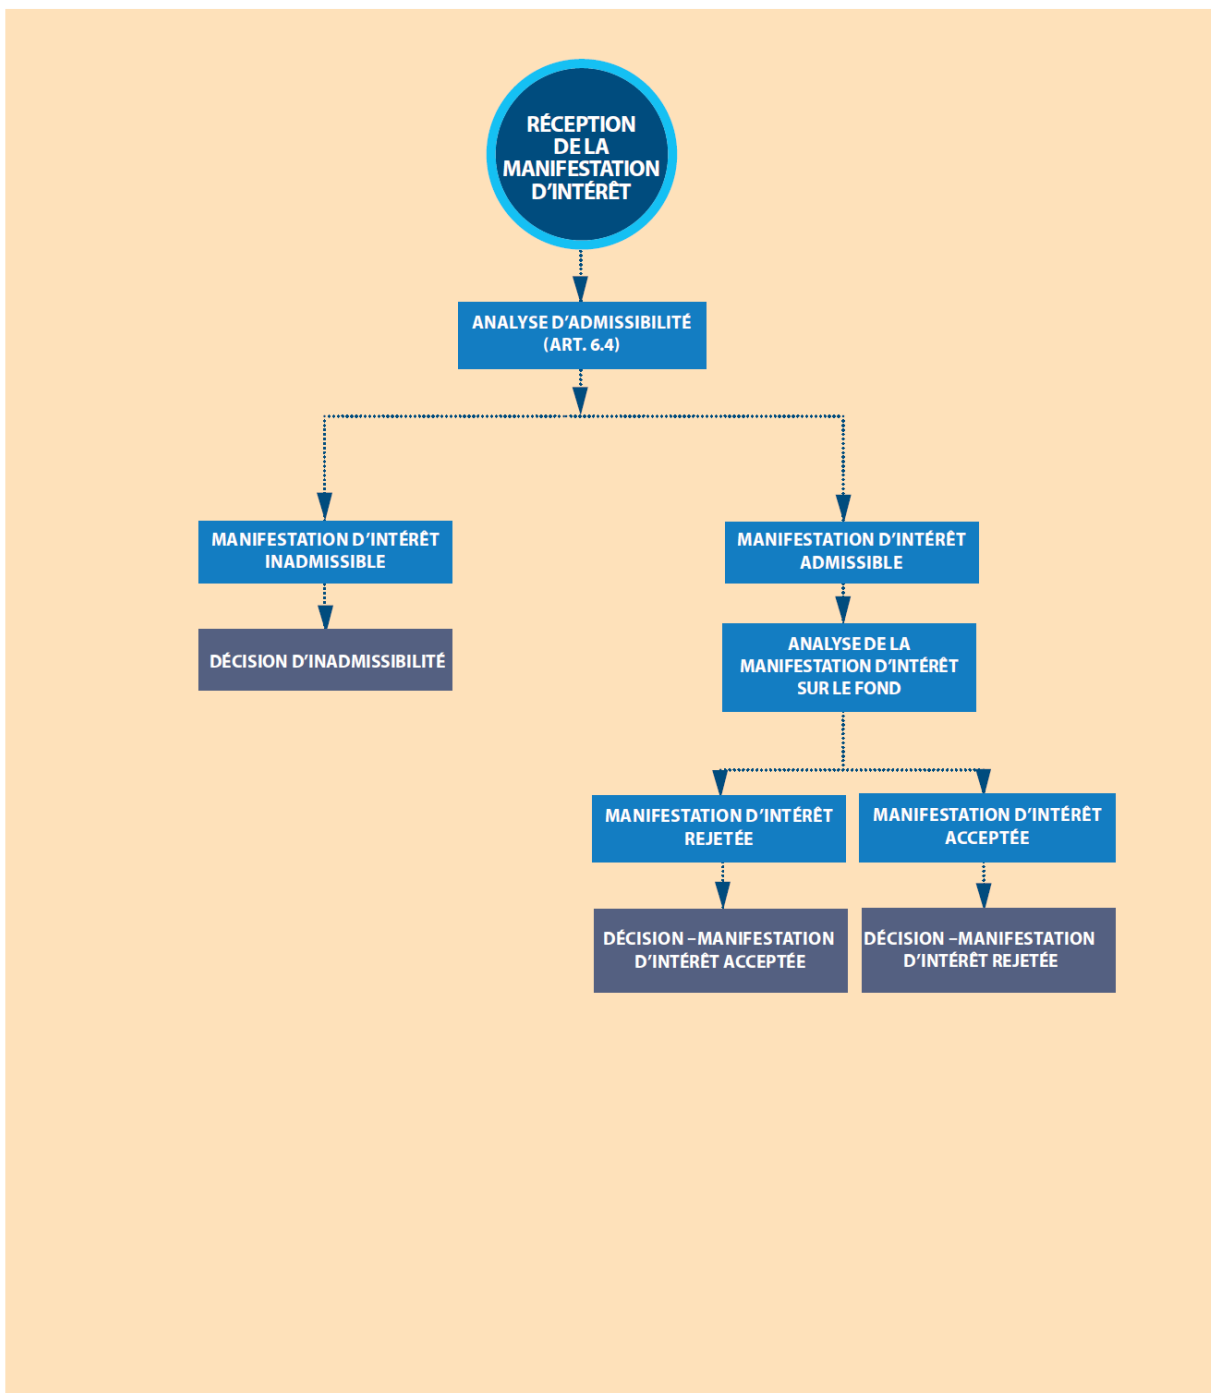 RÉCEPTION
DE LA
MANIFESTATION
D’INTÉRÊT
ANALYSE D’ADMISSIBILITÉ
(ART. 6.4)
MANIFESTATION D’INTÉRÊT
INADMISSIBLE
MANIFESTATION D’INTÉRÊT
ADMISSIBLE
DÉCISION D’INADMISSIBILITÉ
ANALYSE DE LA
MANIFESTATION D’INTÉRÊT
SUR LE FOND
MANIFESTATION D’INTÉRÊT
REJETÉE
MANIFESTATION D’INTÉRÊT
ACCEPTÉE
DÉCISION –MANIFESTATION
D’INTÉRÊT ACCEPTÉE
DÉCISION –MANIFESTATION
D’INTÉRÊT REJETÉE